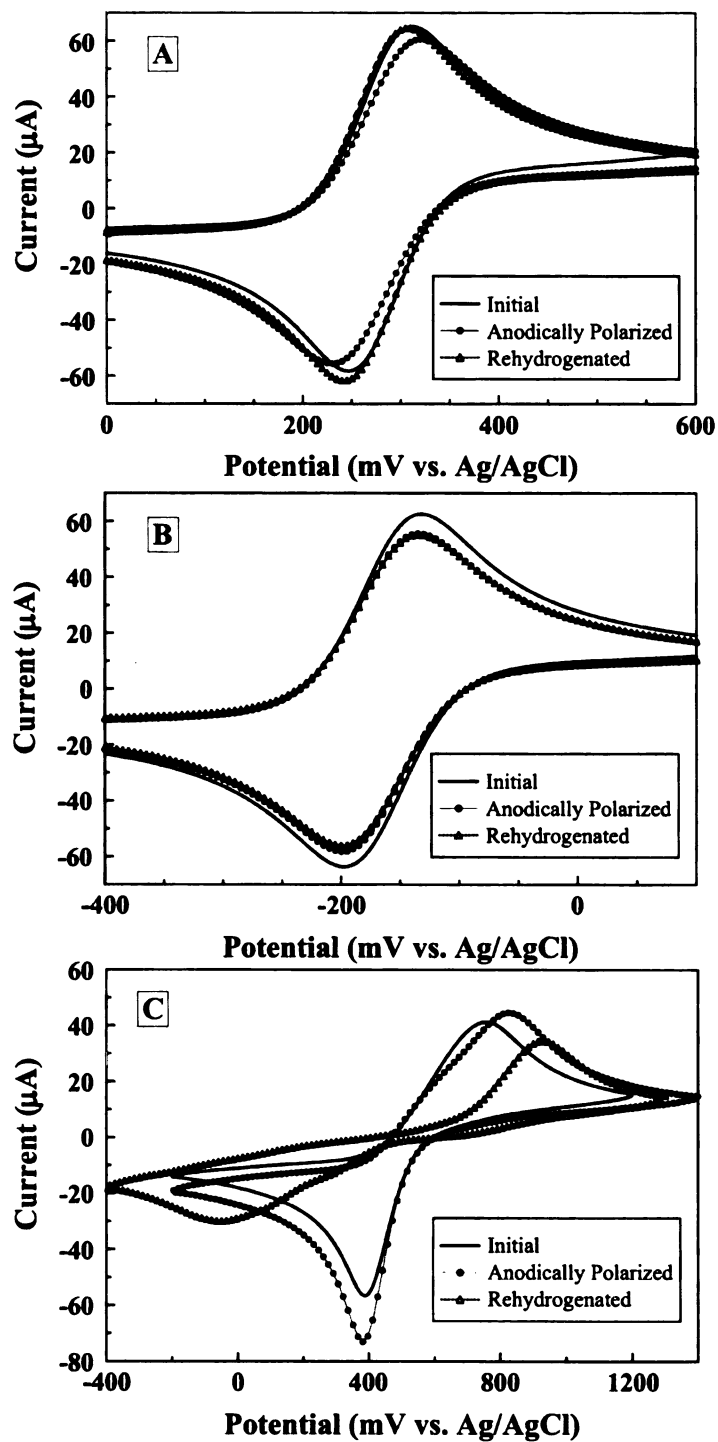 A
60
40
20
0
-20
-40
-60
Current (μA)
Initial
Anodically Polarized
Rehydrogenated
0 200 400 600
Potential (mV vs. Ag/AgCl)
B
60
40
20
0
-20
-40
-60
Current (μA)
Initial
Anodically Polarized
Rehydrogenated
-400 -200 0
Potential (mV vs. Ag/AgCl)
C
60
40
20
0
-20
-40
-60
-80
Current (μA)
Initial
Anodically Polarized
Rehydrogenated
-400 0 400 800 1200
Potential (mV vs. Ag/AgCl)